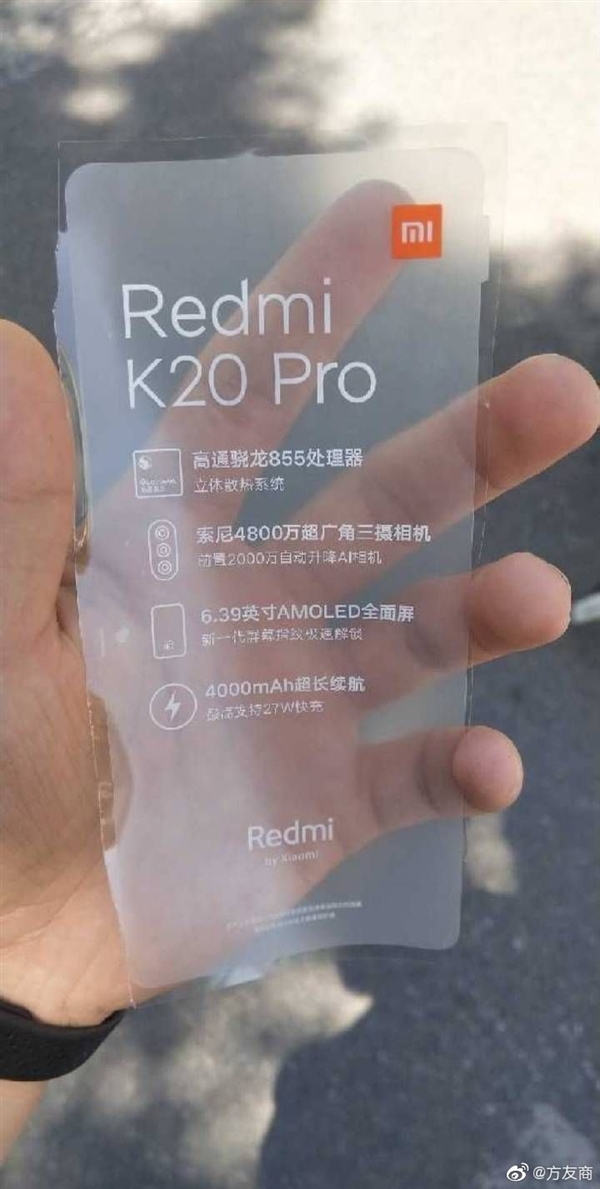 mi
Redmi
K20 Pro
高通骁龙855处理器
立体散热系统
索尼4800万超广角三摄相机
前置2000万自动升降AI相机
6.39英寸AMOLED全面屏
新一代屏幕指纹极速解锁
4000mAh超长续航
最高支持27W快充
Redmi
by Xiaomi
@方友商